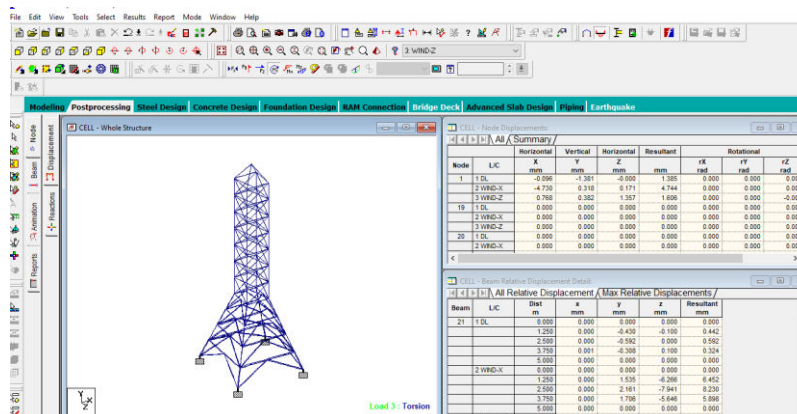 File Edit View Tools Select Results Report Mode Window Help
3: WIND-Z
Modeling Postprocessing Steel Design Concrete Design Foundation Design RAM Connection Bridge Deck Advanced Slab Design Piping Earthquake
Node
Beam
Animation
Reports
Displacement
Reactions
CELL - Whole Structure
Y
X
Z
Load 3 : Torsion
CELL - Node Displacements:
All Summary
Horizontal Vertical Horizontal Resultant Rotational
Node L/C X mm Y mm Z mm mm rX rad rY rad rZ rad
1 1 DL -0.096 -1.381 -0.000 1.385 0.000 0.000 0.00
2 WIND-X -4.730 0.318 0.171 4.744 0.000 0.000 0.00
3 WIND-Z 0.768 0.382 1.357 1.606 0.000 0.000 -0.00
19 1 DL 0.000 0.000 0.000 0.000 0.000 0.000 0.00
2 WIND-X 0.000 0.000 0.000 0.000 0.000 0.000 0.00
3 WIND-Z 0.000 0.000 0.000 0.000 0.000 0.000 0.00
20 1 DL 0.000 0.000 0.000 0.000 0.000 0.000 0.00
2 WIND-X 0.000 0.000 0.000 0.000 0.000 0.000 0.00
CELL - Beam Relative Displacement Detail:
All Relative Displacement Max Relative Displacements
Beam L/C Dist m x mm y mm z mm Resultant mm
21 1 DL 0.000 0.000 0.000 0.000 0.000
1.250 0.000 -0.430 -0.100 0.442
2.500 0.000 -0.592 -0.000 0.592
3.750 0.001 -0.308 0.100 0.324
5.000 0.000 0.000 0.000 0.000
2 WIND-X 0.000 0.000 0.000 0.000 0.000
1.250 0.000 1.535 -6.266 6.452
2.500 0.000 2.161 -7.941 8.230
3.750 0.000 1.706 -5.646 5.898
5.000 0.000 0.000 0.000 0.000